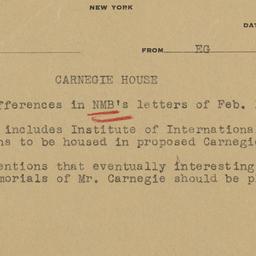 NEW YORK
DA
FROM EG
CARNEGIE HOUSE
fferences in NMB's letters of Feb.
includes Institute of Internationa
ns to be housed in proposed Carnegi
entions that eventually interesting
morials of Mr. Carnegie should be p